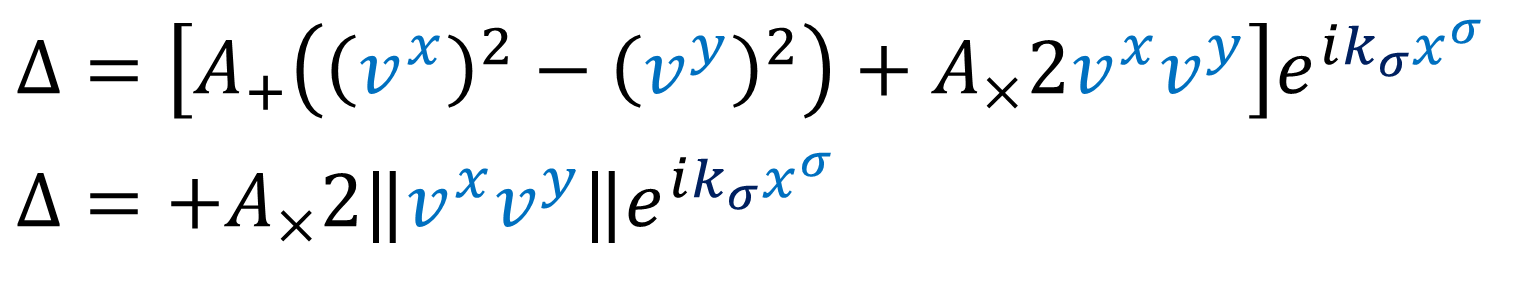 Δ = [A₊((vˣ)² − (vʸ)²) + A×2vˣvʸ]e^{ik_σx^σ}
Δ = +A×2‖vˣvʸ‖e^{ik_σx^σ}